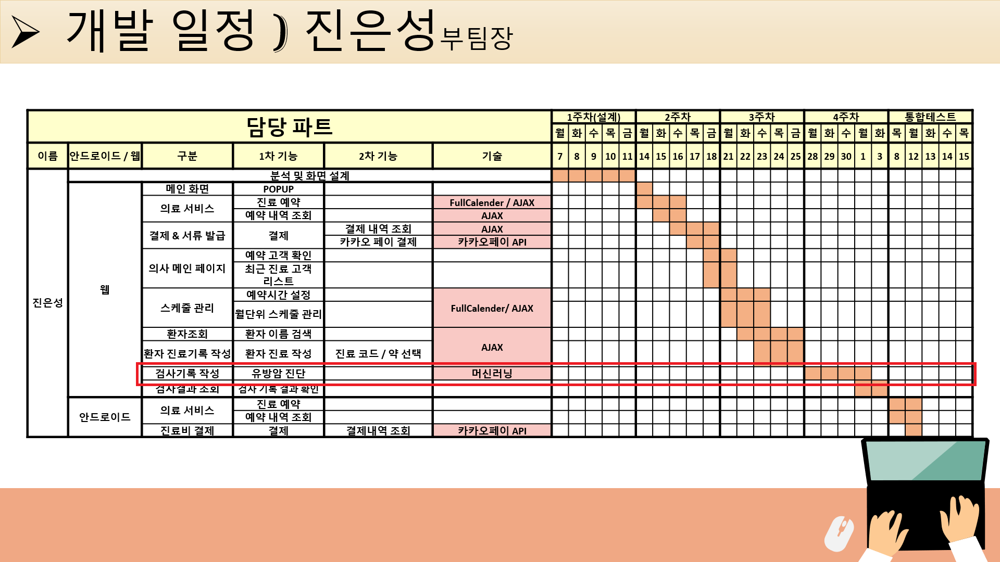 개발 일정 ) 진은성 부팀장
담당 파트
1주차(설계) 2주차 3주차 4주차 통합테스트
월 화 수 목 금 월 화 수 목 금 월 화 수 목 금 월 화 수 월 화 목 월 화 수 목
이름 안드로이드 / 웹 구분 1차 기능 2차 기능 기술 7 8 9 10 11 14 15 16 17 18 21 22 23 24 25 28 29 30 1 3 8 12 13 14 15
진은성
분석 및 화면 설계
웹
메인 화면 POPUP
의료 서비스 진료 예약 FullCalender / AJAX
예약 내역 조회 AJAX
결제 & 서류 발급 결제 결제 내역 조회 AJAX
카카오 페이 결제 카카오페이 API
의사 메인 페이지 예약 고객 확인
최근 진료 고객
리스트
스케줄 관리 예약시간 설정 FullCalender/ AJAX
월단위 스케줄 관리
환자조회 환자 이름 검색 AJAX
환자 진료기록 작성 환자 진료 작성 진료 코드 / 약 선택
검사기록 작성 유방암 진단 머신러닝
검사결과 조회 검사 기록 결과 확인
안드로이드
의료 서비스 진료 예약
예약 내역 조회
진료비 결제 결제 결제내역 조회 카카오페이 API